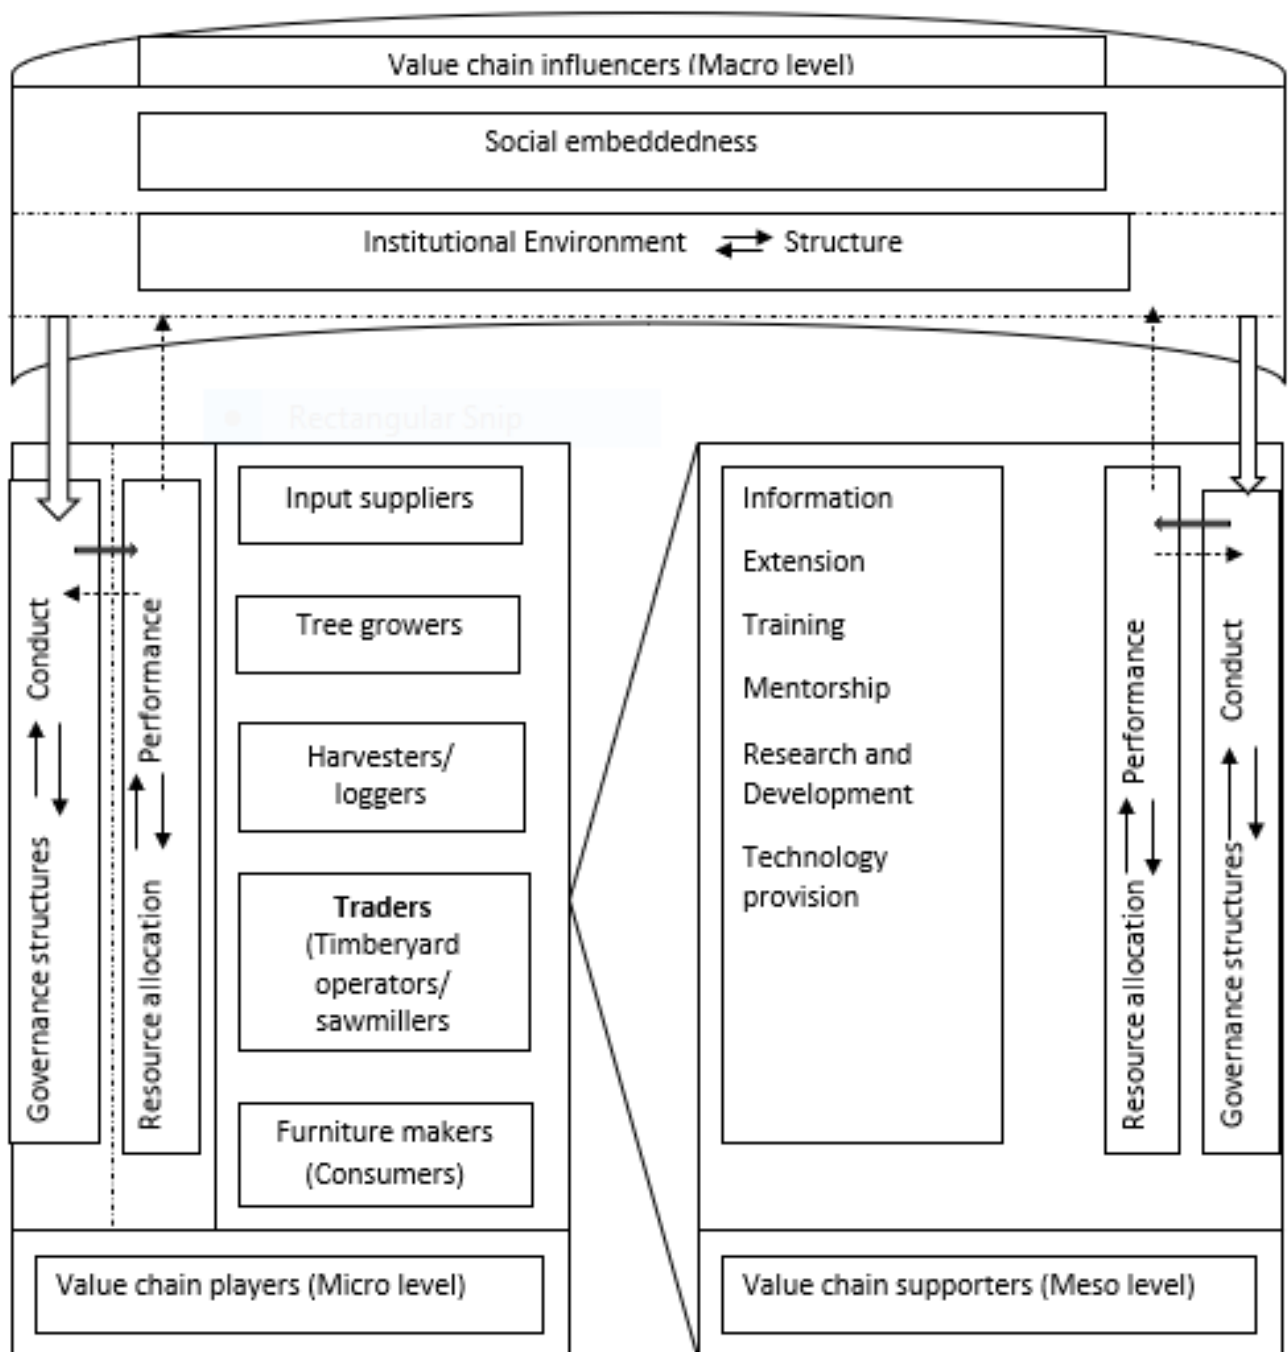 Value chain influencers (Macro level)
Social embeddedness
Institutional Environment Structure
Rectangular Snip
Conduct
Governance structures
Performance
Resource allocation
Input suppliers
Tree growers
Harvesters/
loggers
Traders
(Timberyard
operators/
sawmillers
Furniture makers
(Consumers)
Value chain players (Micro level)
Information
Extension
Training
Mentorship
Research and
Development
Technology
provision
Performance
Resource allocation
Conduct
Governance structures
Value chain supporters (Meso level)